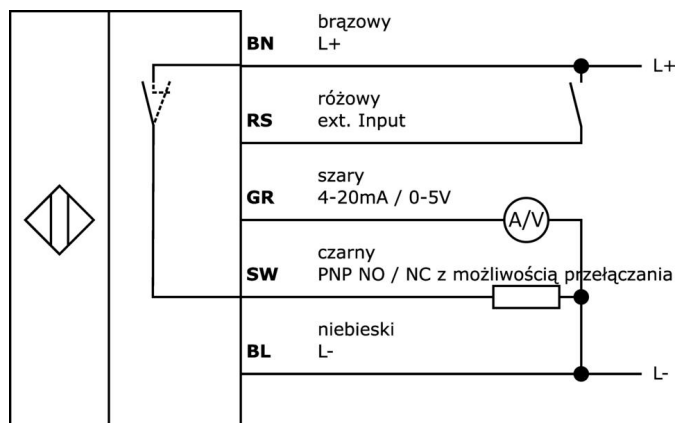 brązowy
BN L+
L+
różowy
RS ext. Input
szary
GR 4-20mA / 0-5V
A/V
czarny
SW PNP NO / NC z możliwością przełączania
niebieski
BL L-
L-